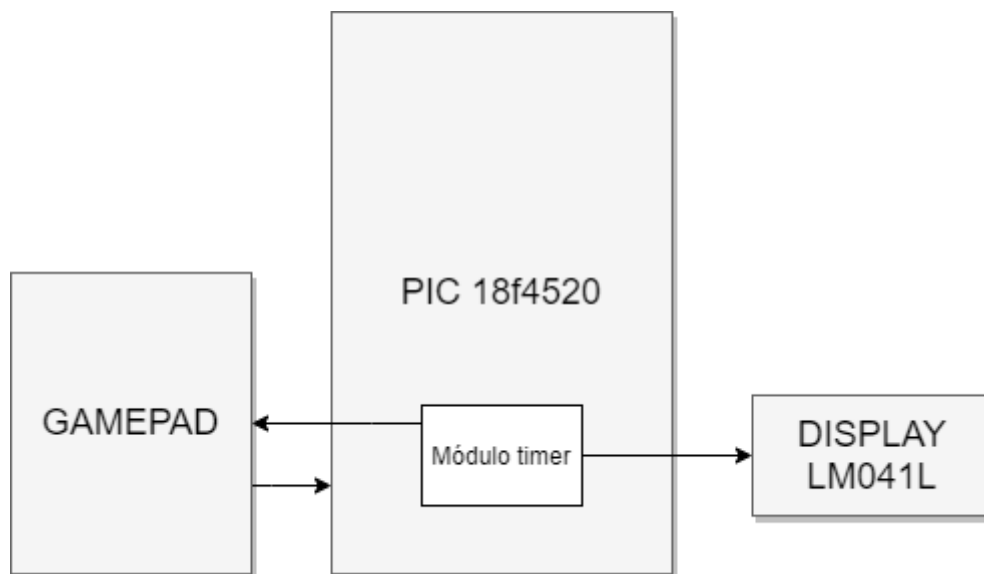 PIC 18f4520
GAMEPAD
Módulo timer
DISPLAY
LM041L